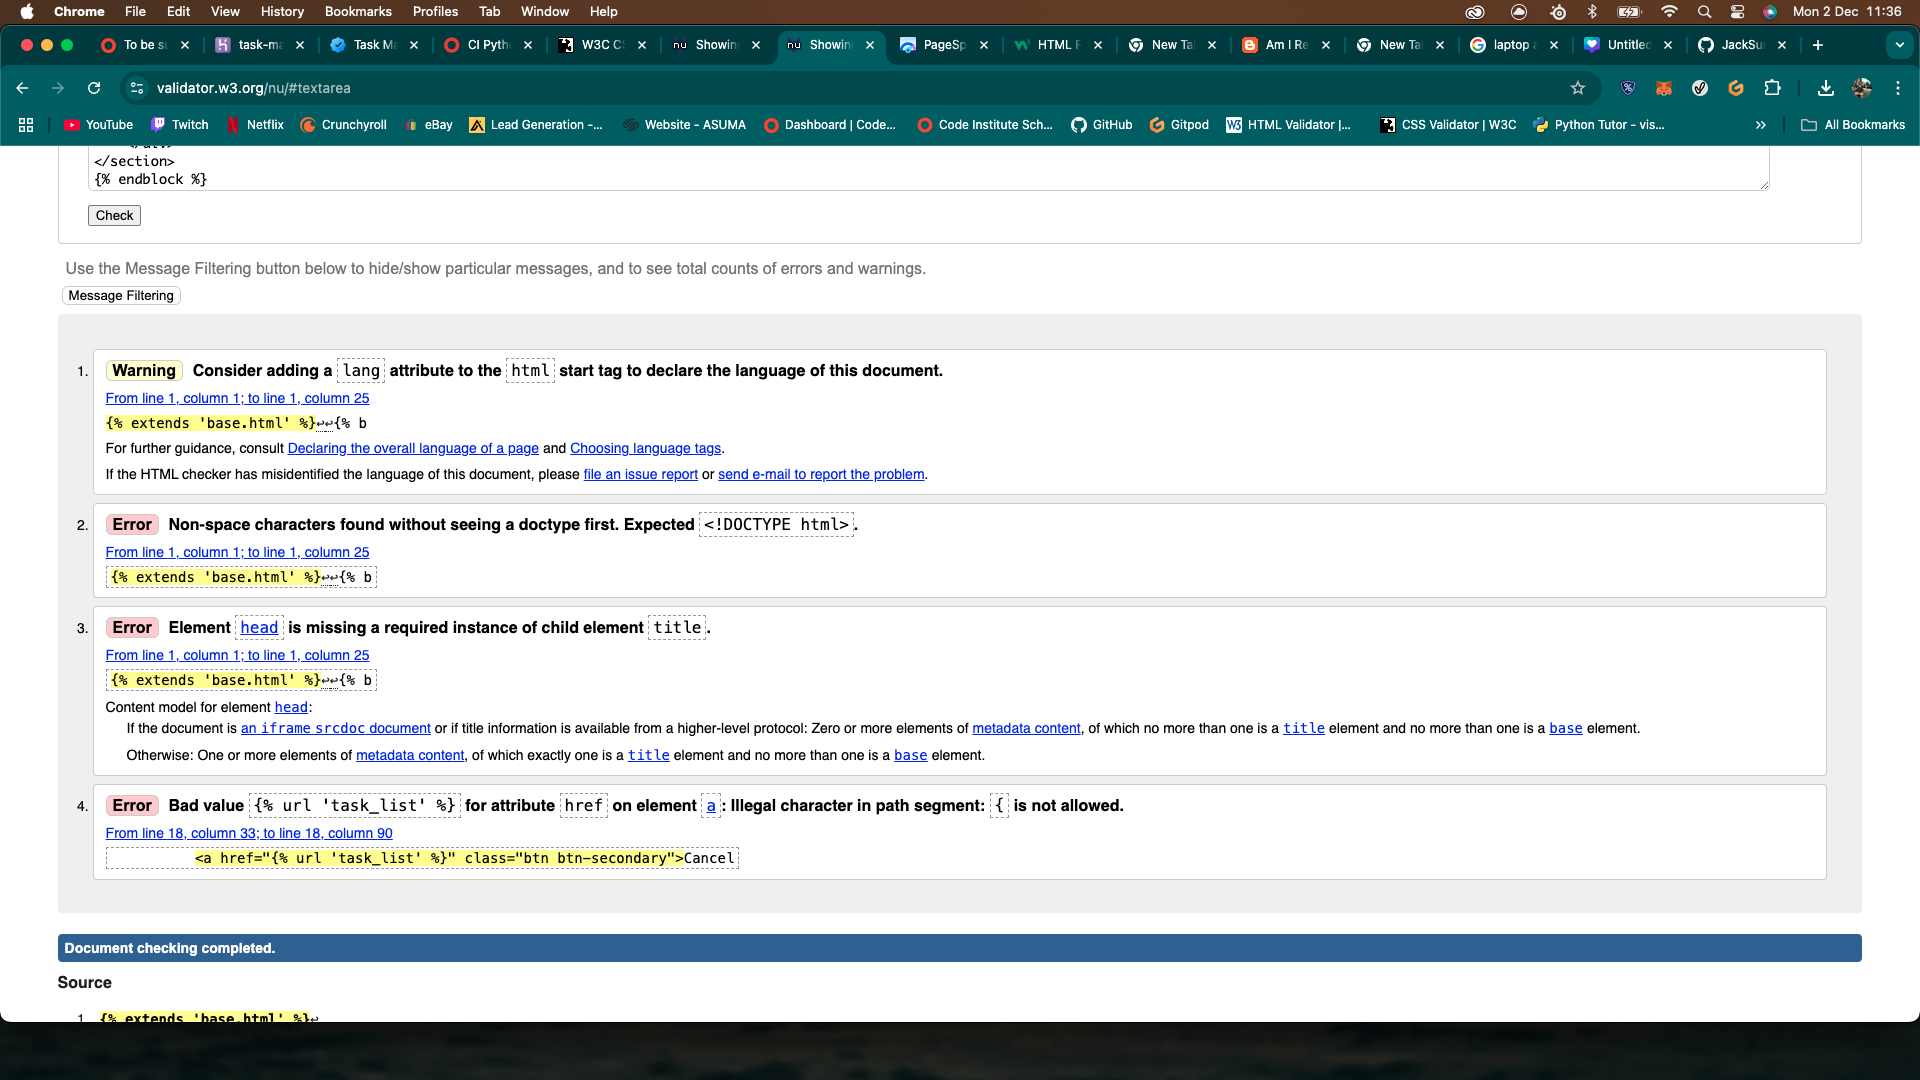 Chrome File Edit View History Bookmarks Profiles Tab Window Help Mon 2 Dec 11:36
To be su task-ma Task Ma CI Pytho W3C CS Showing Showing PageSp HTML F New Ta Am I Re New Ta laptop a Untitled JackSu
validator.w3.org/nu/#textarea
YouTube Twitch Netflix Crunchyroll eBay Lead Generation -... Website - ASUMA Dashboard | Code... Code Institute Sch... GitHub Gitpod HTML Validator |... CSS Validator | W3C Python Tutor - vis... » All Bookmarks
</section>
{% endblock %}
Check
Use the Message Filtering button below to hide/show particular messages, and to see total counts of errors and warnings.
Message Filtering
1. Warning Consider adding a lang attribute to the html start tag to declare the language of this document.
From line 1, column 1; to line 1, column 25
{% extends 'base.html' %}↩↩{% b
For further guidance, consult Declaring the overall language of a page and Choosing language tags.
If the HTML checker has misidentified the language of this document, please file an issue report or send e-mail to report the problem.
2. Error Non-space characters found without seeing a doctype first. Expected <!DOCTYPE html>.
From line 1, column 1; to line 1, column 25
{% extends 'base.html' %}↩↩{% b
3. Error Element head is missing a required instance of child element title.
From line 1, column 1; to line 1, column 25
{% extends 'base.html' %}↩↩{% b
Content model for element head:
If the document is an iframe srcdoc document or if title information is available from a higher-level protocol: Zero or more elements of metadata content, of which no more than one is a title element and no more than one is a base element.
Otherwise: One or more elements of metadata content, of which exactly one is a title element and no more than one is a base element.
4. Error Bad value {% url 'task_list' %} for attribute href on element a: Illegal character in path segment: { is not allowed.
From line 18, column 33; to line 18, column 90
<a href="{% url 'task_list' %}" class="btn btn-secondary">Cancel
Document checking completed.
Source
1. {% extends 'base.html' %}↩